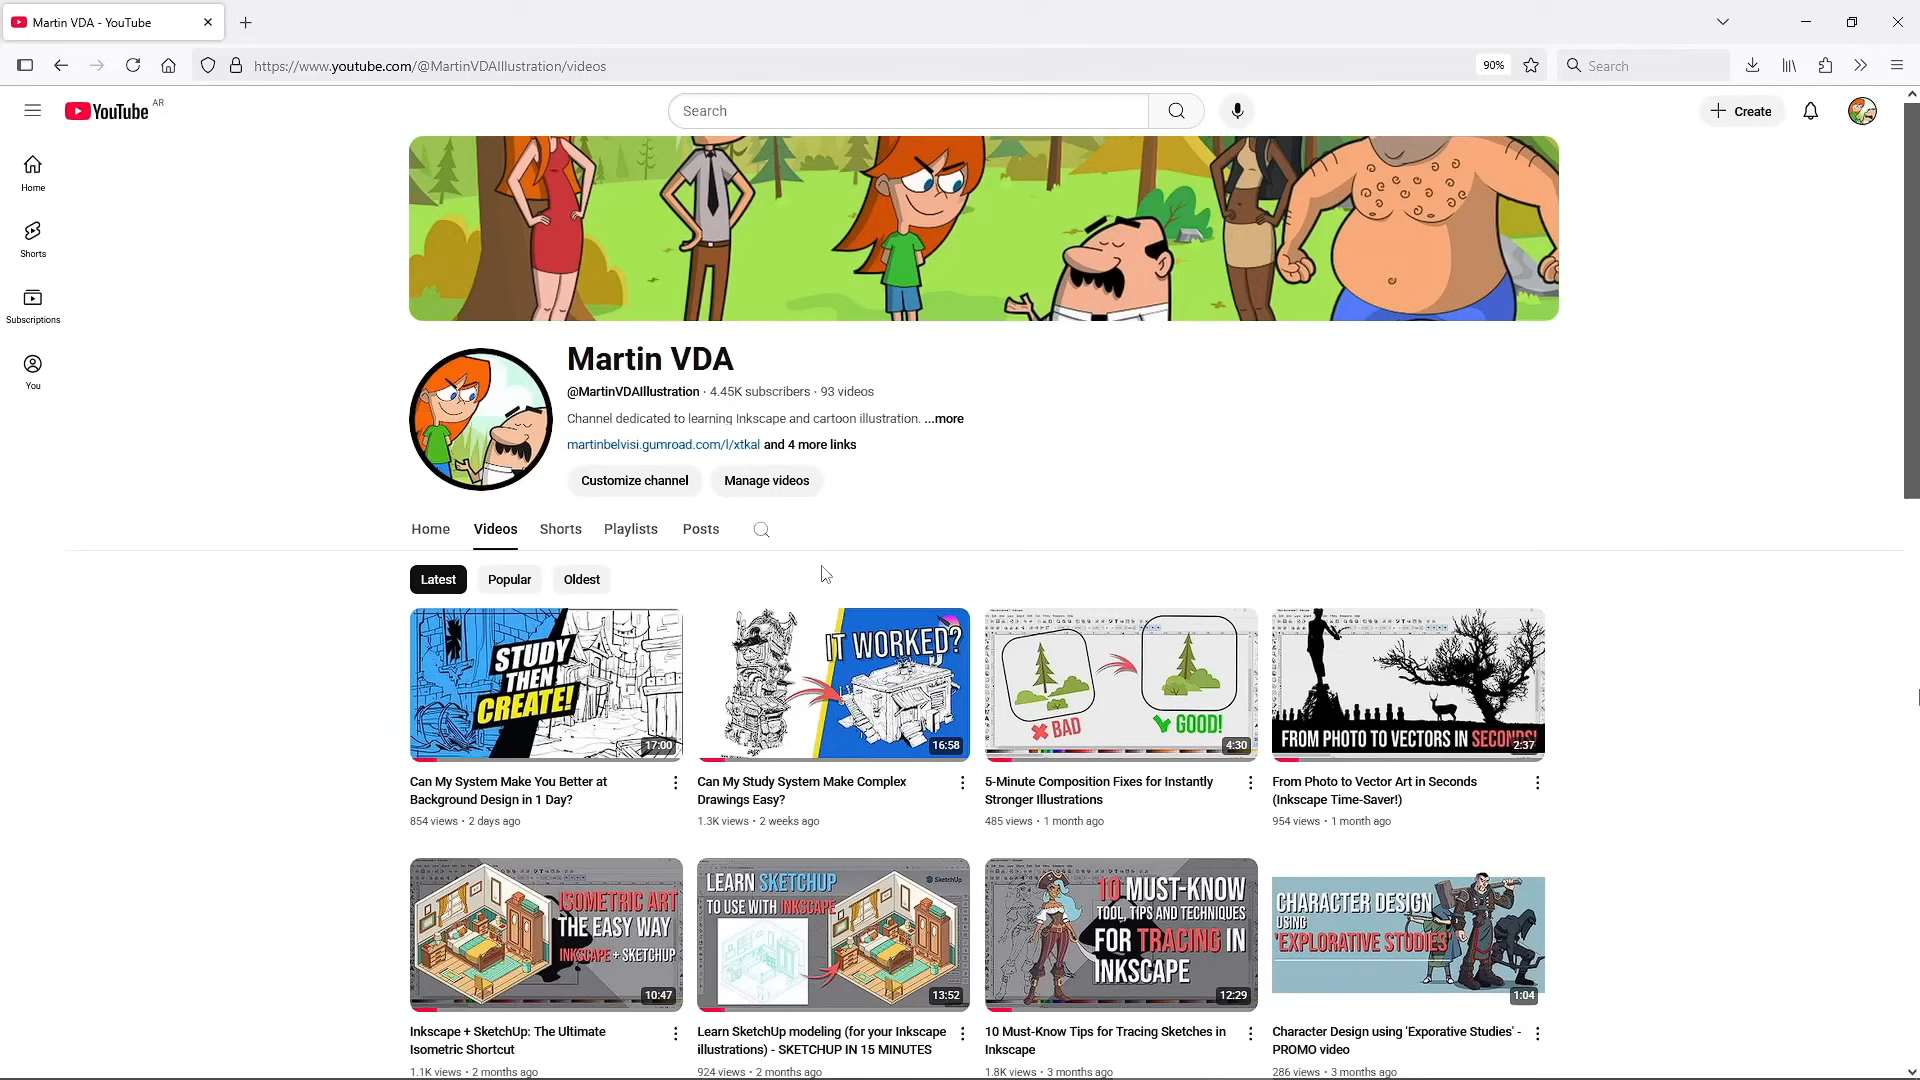 Martin VDA - YouTube
https://www.youtube.com/@MartinVDAIllustration/videos
90%
Search
YouTube AR
Search
Create
Home
Shorts
Subscriptions
You
Martin VDA
@MartinVDAIllustration · 4.45K subscribers · 93 videos
Channel dedicated to learning Inkscape and cartoon illustration. ...more
martinbelvisi.gumroad.com/l/xtkal and 4 more links
Customize channel
Manage videos
Home
Videos
Shorts
Playlists
Posts
Latest
Popular
Oldest
STUDY
THEN
CREATE!
17:00
IT WORKED?
16:58
BAD
GOOD!
4:30
FROM PHOTO TO VECTORS IN SECONDS!
2:37
Can My System Make You Better at
Background Design in 1 Day?
854 views • 2 days ago
Can My Study System Make Complex
Drawings Easy?
1.3K views • 2 weeks ago
5-Minute Composition Fixes for Instantly
Stronger Illustrations
485 views • 1 month ago
From Photo to Vector Art in Seconds
(Inkscape Time-Saver!)
954 views • 1 month ago
ISOMETRIC ART
THE EASY WAY
INKSCAPE + SKETCHUP
10:47
LEARN SKETCHUP
TO USE WITH INKSCAPE
SketchUp
13:52
10 MUST-KNOW
TOOL, TIPS AND TECHNIQUES
FOR TRACING IN
INKSCAPE
12:29
CHARACTER DESIGN
USING
'EXPLORATIVE STUDIES'
1:04
Inkscape + SketchUp: The Ultimate
Isometric Shortcut
1.1K views • 2 months ago
Learn SketchUp modeling (for your Inkscape
illustrations) - SKETCHUP IN 15 MINUTES
924 views • 2 months ago
10 Must-Know Tips for Tracing Sketches in
Inkscape
1.8K views • 3 months ago
Character Design using 'Exporative Studies' -
PROMO video
286 views • 3 months ago